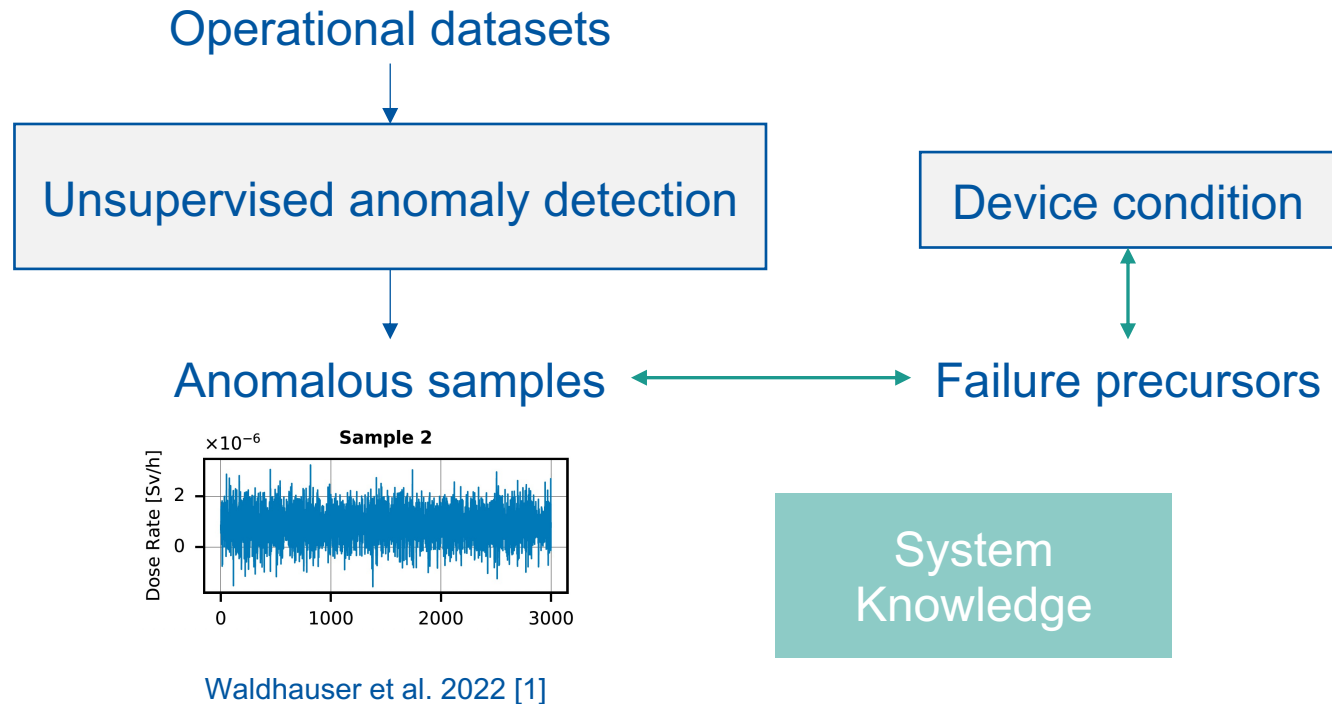 Operational datasets
Unsupervised anomaly detection
Device condition
Anomalous samples
Failure precursors
×10⁻⁶
Sample 2
Dose Rate [Sv/h]
2
0
0 1000 2000 3000
System
Knowledge
Waldhauser et al. 2022 [1]